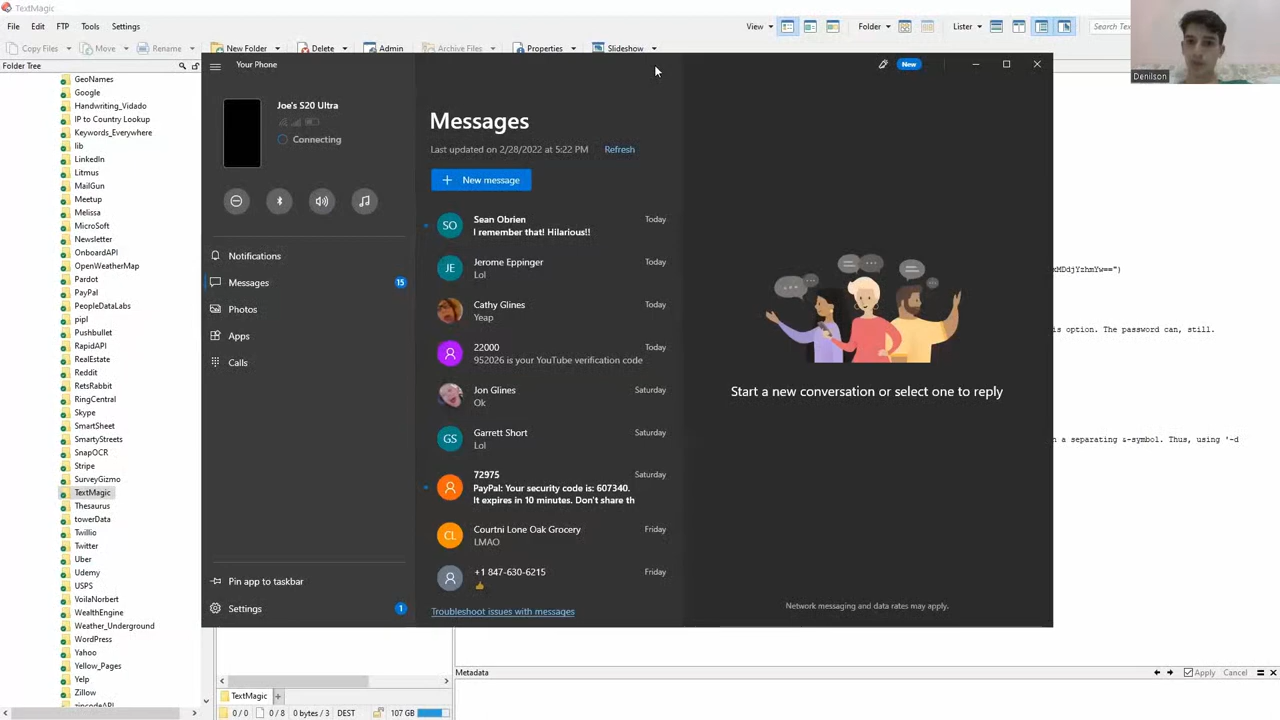 TextMagic
File Edit FTP Tools Settings
View Folder Lister Search Text
Copy Files Move Rename New Folder Delete Admin Archive Files Properties Slideshow
Folder Tree
GeoNames
Google
Handwriting_Vidado
IP to Country Lookup
Keywords_Everywhere
lib
LinkedIn
Litmus
MailGun
Meetup
Melissa
MicroSoft
Newsletter
OnboardAPI
OpenWeatherMap
Pardot
PayPal
PeopleDataLabs
pipl
Pushbullet
RapidAPI
RealEstate
Reddit
RetsRabbit
RingCentral
Skype
SmartSheet
SmartyStreets
SnapOCR
Stripe
SurveyGizmo
TextMagic
Thesaurus
towerData
Twillio
Twitter
Uber
Udemy
USPS
VoilaNorbert
WealthEngine
Weather_Underground
WordPress
Yahoo
Yellow_Pages
Yelp
Zillow
zipcodeAPI
Your Phone
New
Joe's S20 Ultra
Connecting
Notifications
Messages 15
Photos
Apps
Calls
Pin app to taskbar
Settings 1
Messages
Last updated on 2/28/2022 at 5:22 PM Refresh
+ New message
SO Sean Obrien Today
I remember that! Hilarious!!
JE Jerome Eppinger Today
Lol
Cathy Glines Today
Yeap
22000 Today
952026 is your YouTube verification code
Jon Glines Saturday
Ok
GS Garrett Short Saturday
Lol
72975 Saturday
PayPal: Your security code is: 607340.
It expires in 10 minutes. Don't share th
CL Courtni Lone Oak Grocery Friday
LMAO
+1 847-630-6215 Friday
Troubleshoot issues with messages
Start a new conversation or select one to reply
Network messaging and data rates may apply.
Denilson
xMDdjYzhmYw==")
is option. The password can, still.
n a separating &-symbol. Thus, using '-d
Metadata Apply Cancel
TextMagic
0 / 0 0 / 8 0 bytes / 3 DEST 107 GB